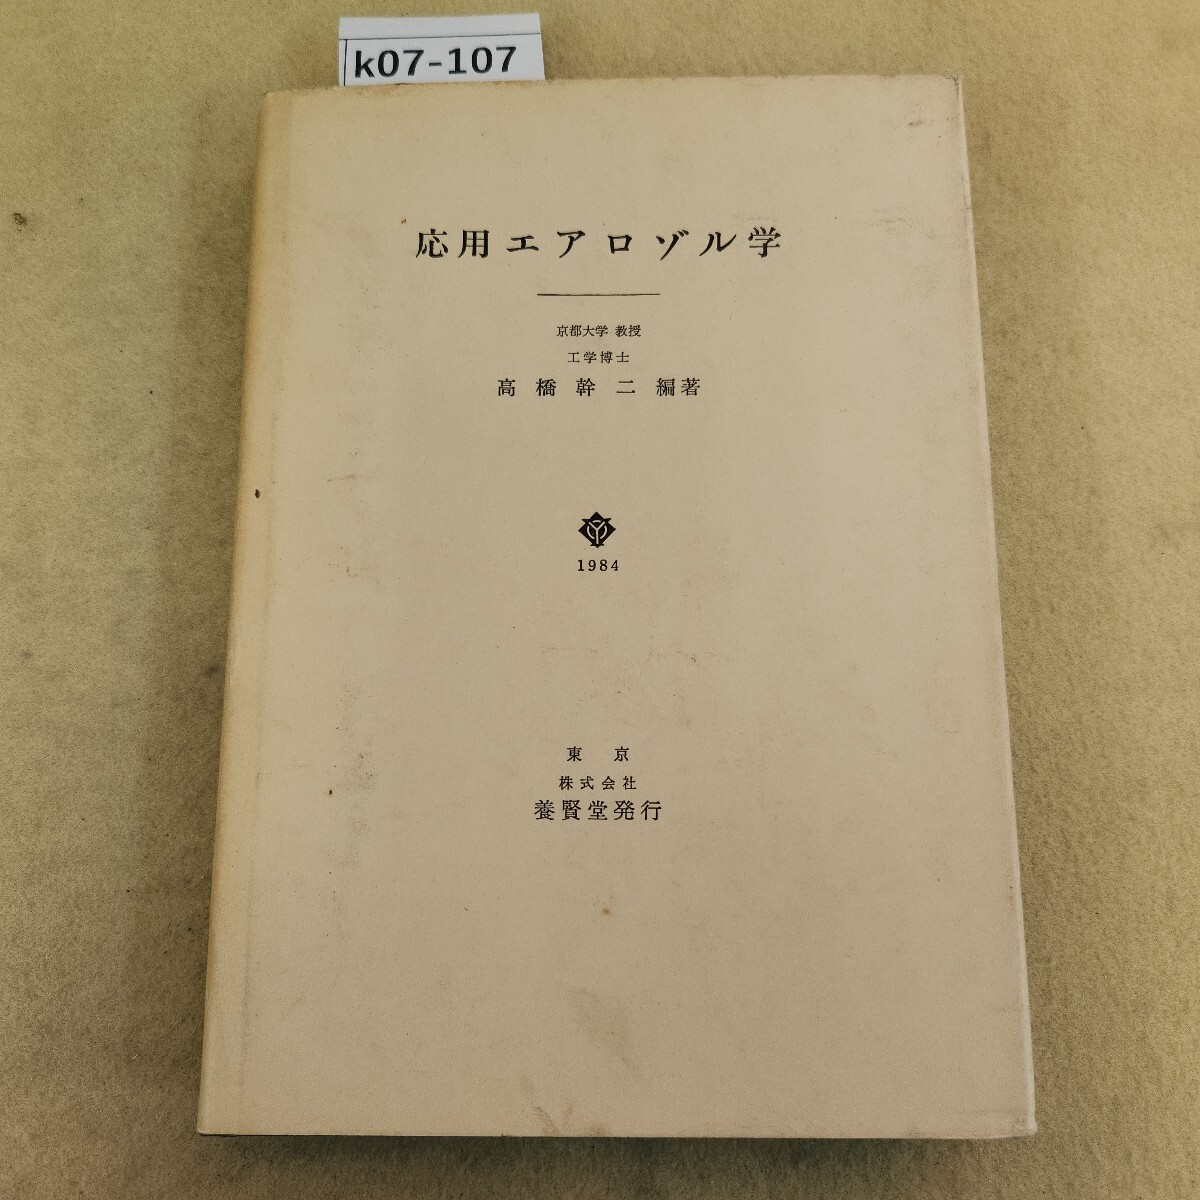 k07-107
応用エアロゾル学
京都大学 教授
工学博士
高橋幹二 編著
1984
東京
株式会社
養賢堂発行